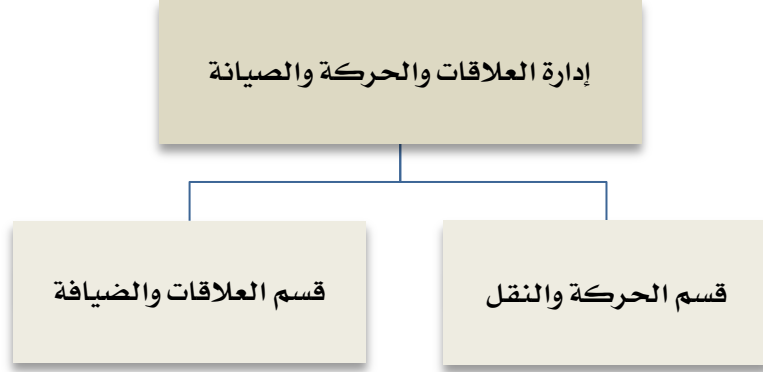 إدارة العلاقات والحركة والصيانة
قسم الحركة والنقل
قسم العلاقات والضيافة